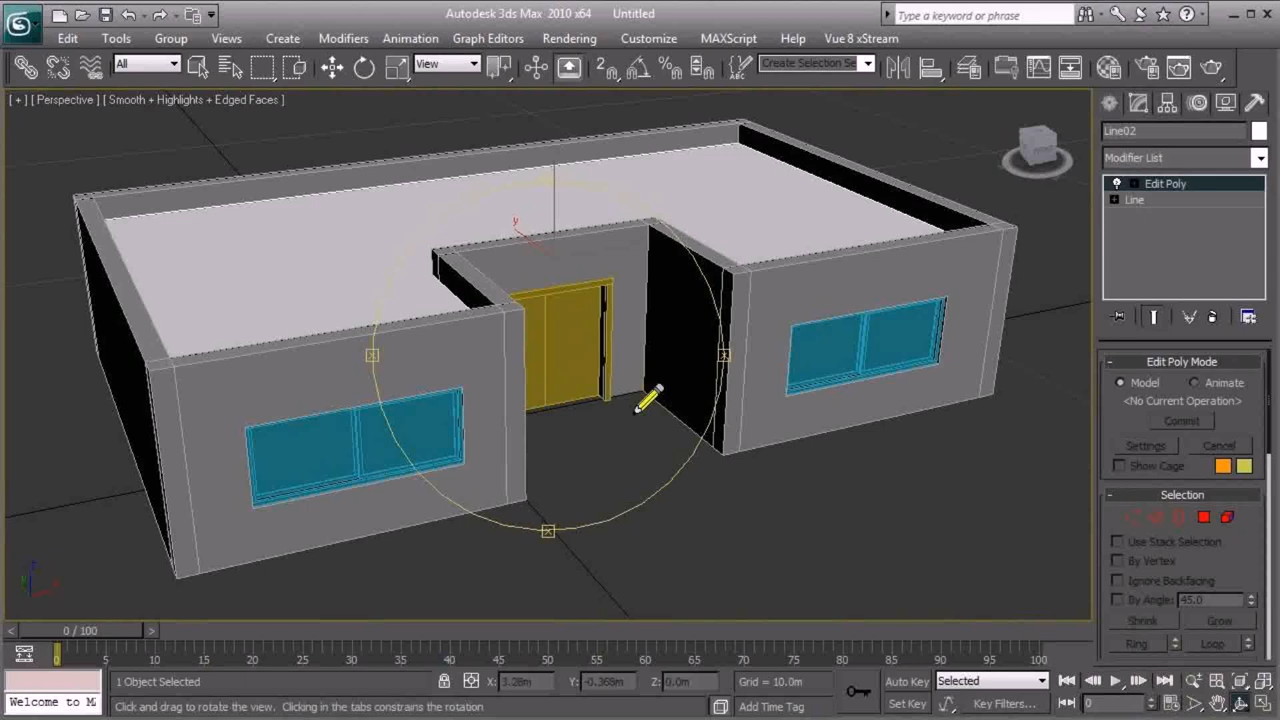 Autodesk 3ds Max 2010 x64 Untitled
Type a keyword or phrase
Edit Tools Group Views Create Modifiers Animation Graph Editors Rendering Customize MAXScript Help Vue 8 xStream
All View Create Selection Se
[ + ] [ Perspective ] [ Smooth + Highlights + Edged Faces ]
Line02
Modifier List
Edit Poly
Line
y
Edit Poly Mode
Model Animate
<No Current Operation>
Commit
Settings Cancel
Show Cage
Selection
Use Stack Selection
By Vertex
Ignore Backfacing
By Angle: 45.0
Shrink Grow
Ring Loop
0 / 100
0 5 10 15 20 25 30 35 40 45 50 55 60 65 70 75 80 85 90 95 100
1 Object Selected X: 3.28m Y: -0.368m Z: 0.0m Grid = 10.0m Auto Key Selected
Welcome to MA Click and drag to rotate the view. Clicking in the tabs constrains the rotation Add Time Tag Set Key Key Filters... 0